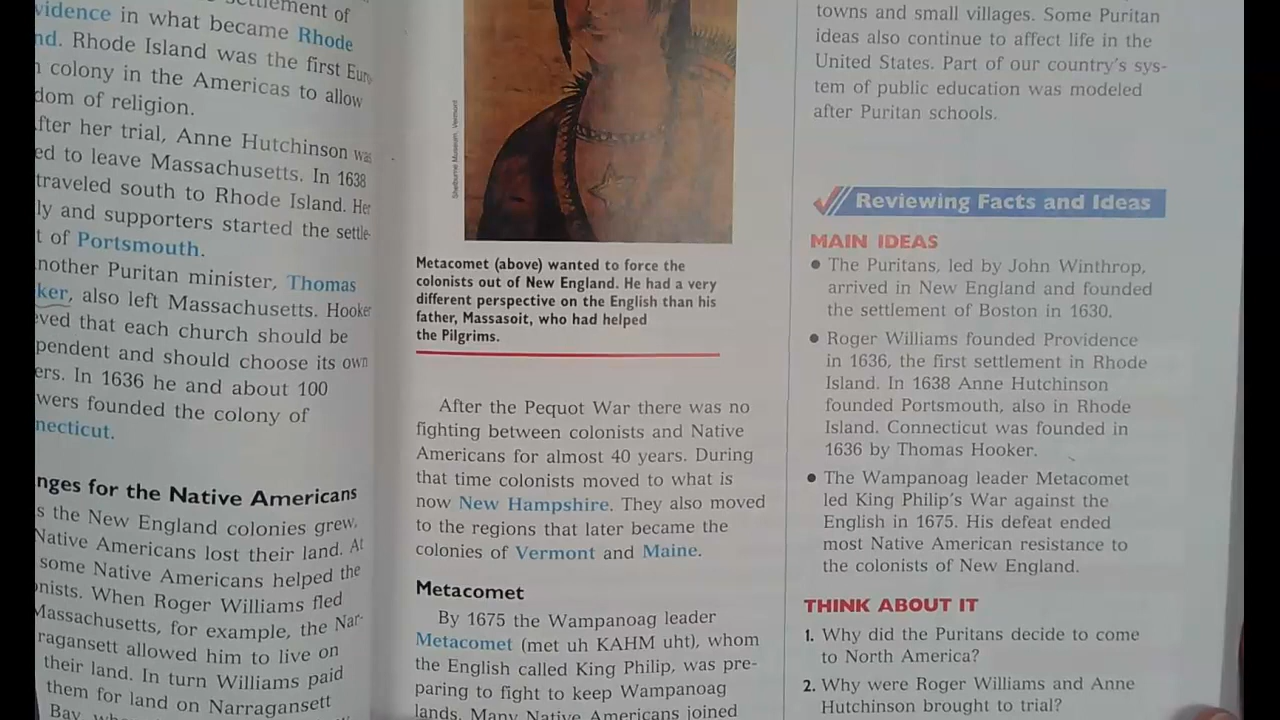 settlement of
vidence in what became Rhode
nd. Rhode Island was the first Eur
colony in the Americas to allow
dom of religion.
fter her trial, Anne Hutchinson was
ed to leave Massachusetts. In 1638
traveled south to Rhode Island. Her
ly and supporters started the settle-
t of Portsmouth.
nother Puritan minister, Thomas
ker, also left Massachusetts. Hooker
eved that each church should be
pendent and should choose its own
ers. In 1636 he and about 100
wers founded the colony of
necticut.
nges for the Native Americans
s the New England colonies grew,
Native Americans lost their land. At
some Native Americans helped the
onists. When Roger Williams fled
Massachusetts, for example, the Nar-
ragansett allowed him to live on
their land. In turn Williams paid
them for land on Narragansett
Bay,
Shelburne Museum, Vermont
Metacomet (above) wanted to force the
colonists out of New England. He had a very
different perspective on the English than his
father, Massasoit, who had helped
the Pilgrims.
After the Pequot War there was no
fighting between colonists and Native
Americans for almost 40 years. During
that time colonists moved to what is
now New Hampshire. They also moved
to the regions that later became the
colonies of Vermont and Maine.
Metacomet
By 1675 the Wampanoag leader
Metacomet (met uh KAHM uht), whom
the English called King Philip, was pre-
paring to fight to keep Wampanoag
lands. Many Native Americans joined
towns and small villages. Some Puritan
ideas also continue to affect life in the
United States. Part of our country's sys-
tem of public education was modeled
after Puritan schools.
Reviewing Facts and Ideas
MAIN IDEAS
● The Puritans, led by John Winthrop,
arrived in New England and founded
the settlement of Boston in 1630.
● Roger Williams founded Providence
in 1636, the first settlement in Rhode
Island. In 1638 Anne Hutchinson
founded Portsmouth, also in Rhode
Island. Connecticut was founded in
1636 by Thomas Hooker.
● The Wampanoag leader Metacomet
led King Philip's War against the
English in 1675. His defeat ended
most Native American resistance to
the colonists of New England.
THINK ABOUT IT
1. Why did the Puritans decide to come
to North America?
2. Why were Roger Williams and Anne
Hutchinson brought to trial?